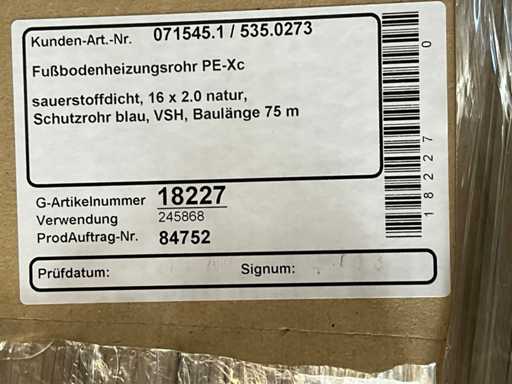 Kunden-Art.-Nr. 071545.1 / 535.0273
Fußbodenheizungsrohr PE-Xc
sauerstoffdicht, 16 x 2.0 natur,
Schutzrohr blau, VSH, Baulänge 75 m
G-Artikelnummer 18227
Verwendung 245868
ProdAuftrag-Nr. 84752
Prüfdatum: Signum:
18227 0